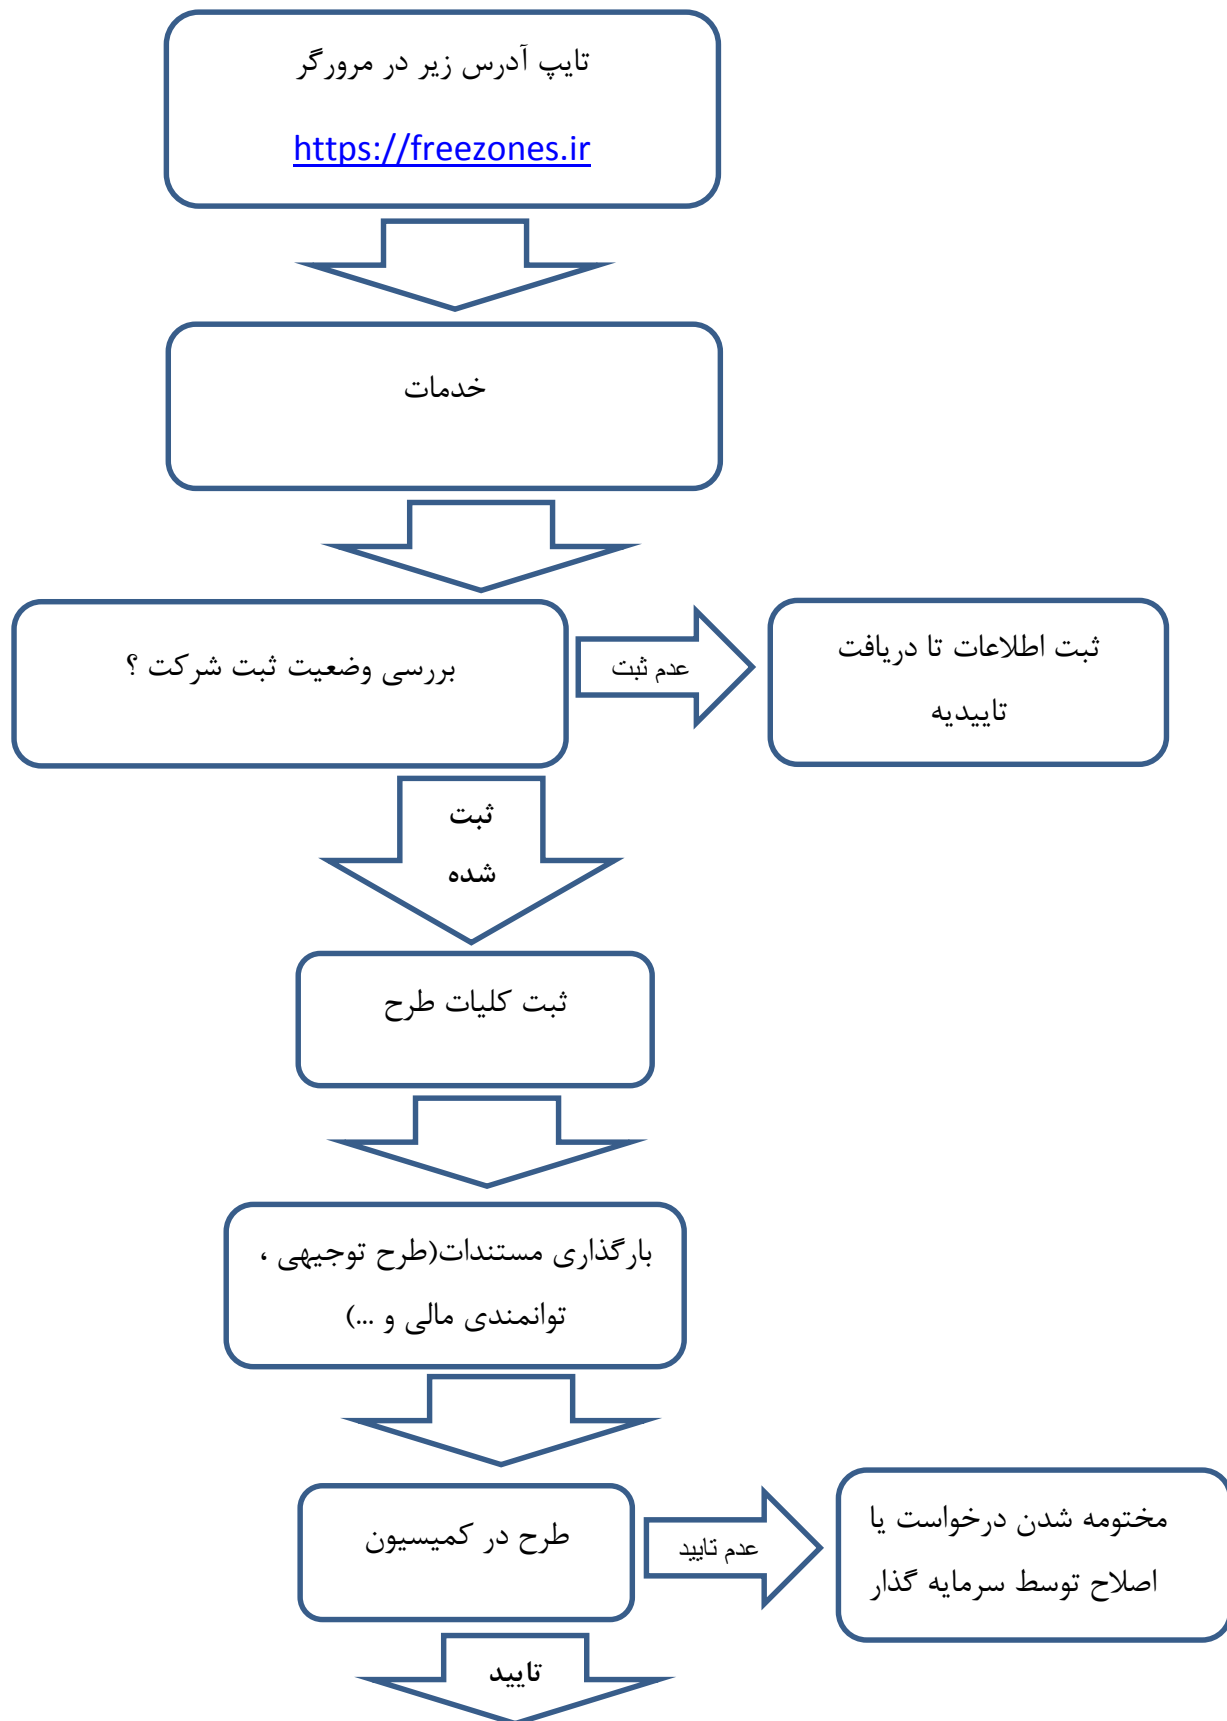 تایپ آدرس زیر در مرورگر
https://freezones.ir
خدمات
بررسی وضعیت ثبت شرکت ؟
عدم ثبت
ثبت اطلاعات تا دریافت
تاییدیه
ثبت
شده
ثبت کلیات طرح
بارگذاری مستندات(طرح توجیهی ،
توانمندی مالی و ...)
طرح در کمیسیون
عدم تایید
مختومه شدن درخواست یا
اصلاح توسط سرمایه گذار
تایید